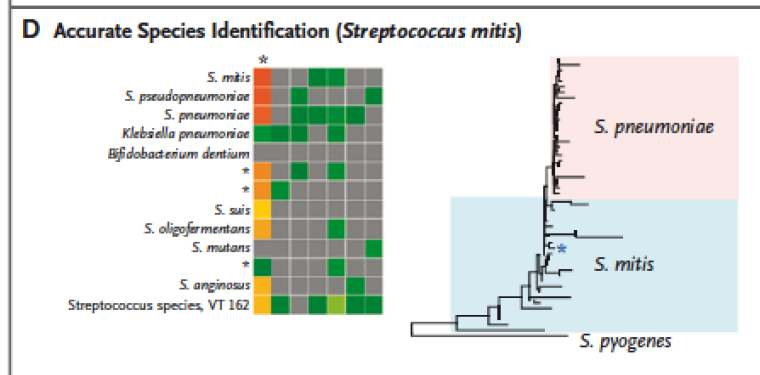 D Accurate Species Identification (Streptococcus mitis)
*
S. mitis
S. pseudopneumoniae
S. pneumoniae
Klebsiella pneumoniae
Bifidobacterium dentium
*
*
S. suis
S. oligofermentans
S. mutans
*
S. anginosus
Streptococcus species, VT 162
S. pneumoniae
*
S. mitis
S. pyogenes